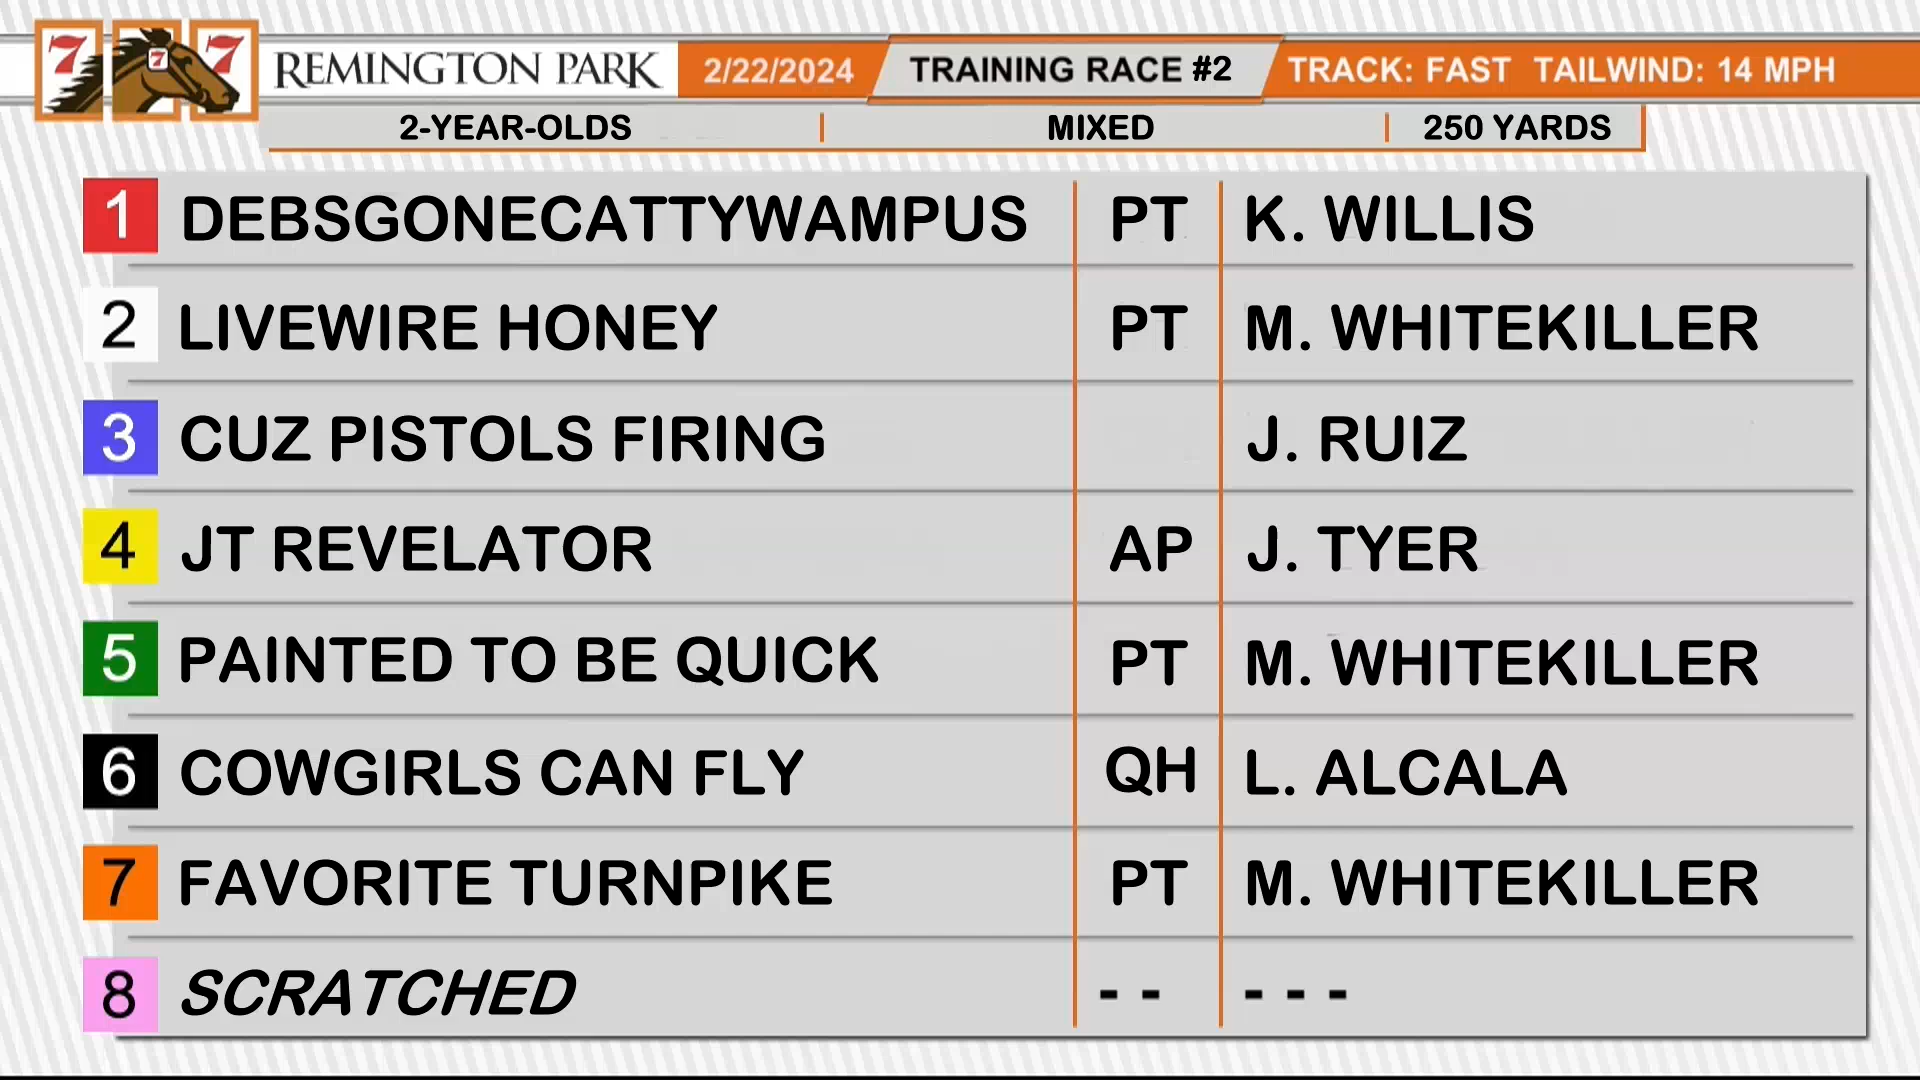 7 7 7 REMINGTON PARK 2/22/2024 TRAINING RACE #2 TRACK: FAST TAILWIND: 14 MPH
2-YEAR-OLDS MIXED 250 YARDS
1 DEBSGONECATTYWAMPUS PT K. WILLIS
2 LIVEWIRE HONEY PT M. WHITEKILLER
3 CUZ PISTOLS FIRING J. RUIZ
4 JT REVELATOR AP J. TYER
5 PAINTED TO BE QUICK PT M. WHITEKILLER
6 COWGIRLS CAN FLY QH L. ALCALA
7 FAVORITE TURNPIKE PT M. WHITEKILLER
8 SCRATCHED - - - - -